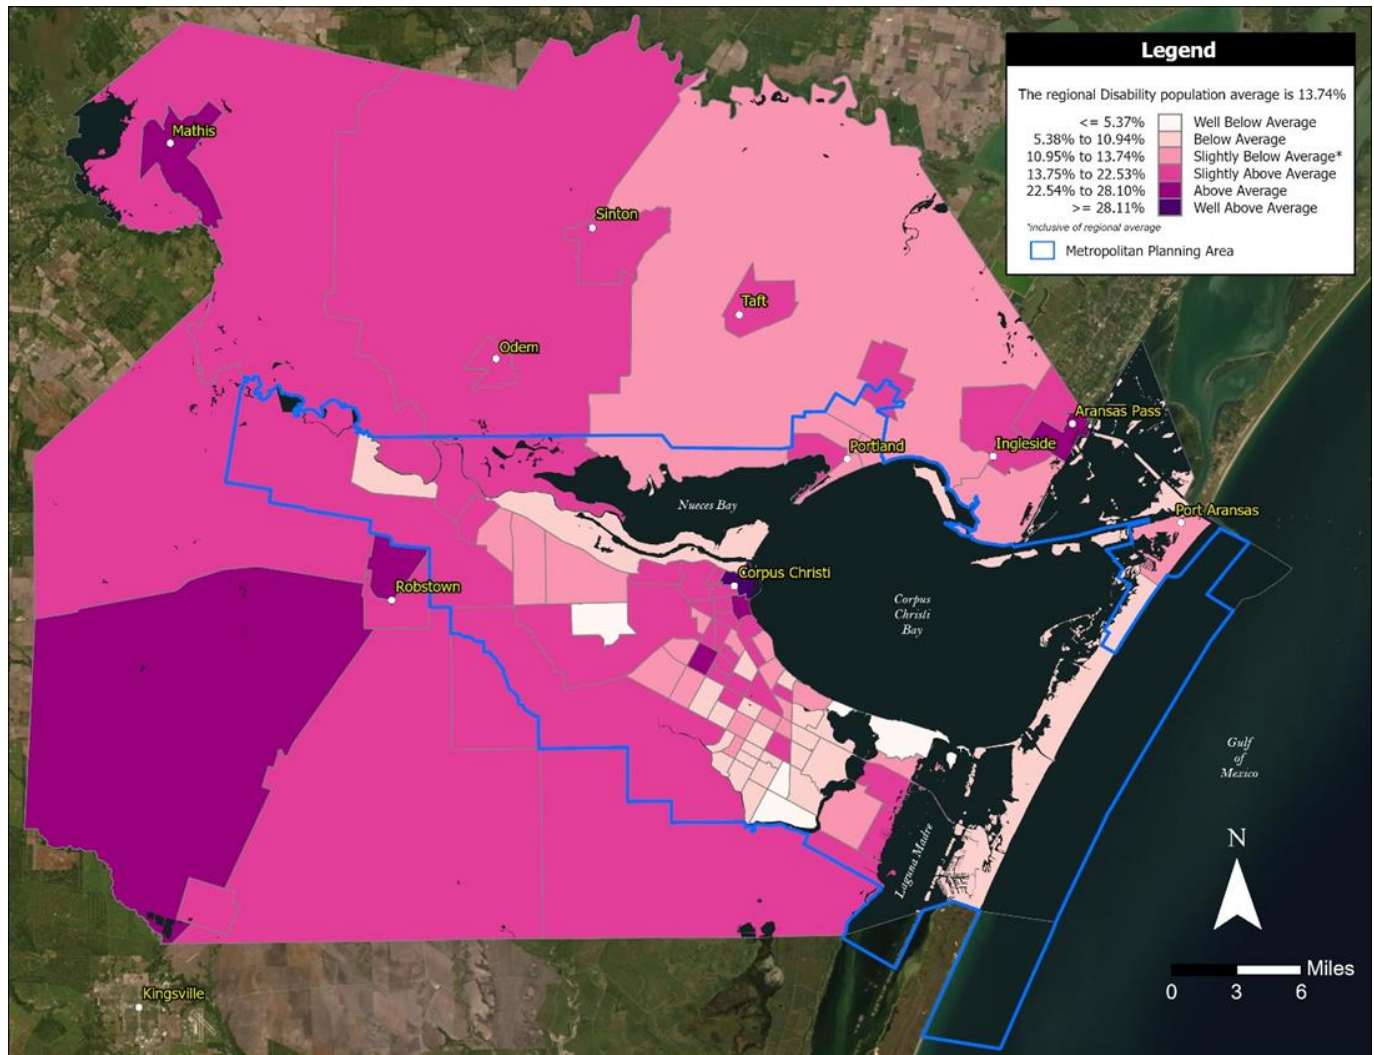 Legend
The regional Disability population average is 13.74%
<= 5.37% Well Below Average
5.38% to 10.94% Below Average
10.95% to 13.74% Slightly Below Average*
13.75% to 22.53% Slightly Above Average
22.54% to 28.10% Above Average
>= 28.11% Well Above Average
*inclusive of regional average
Metropolitan Planning Area
Mathis
Sinton
Taft
Odem
Aransas Pass
Portland
Ingleside
Nueces Bay
Port Aransas
Corpus Christi
Robstown
Corpus
Christi
Bay
Gulf
of
Mexico
Laguna Madre
N
Kingsville
Miles
0 3 6